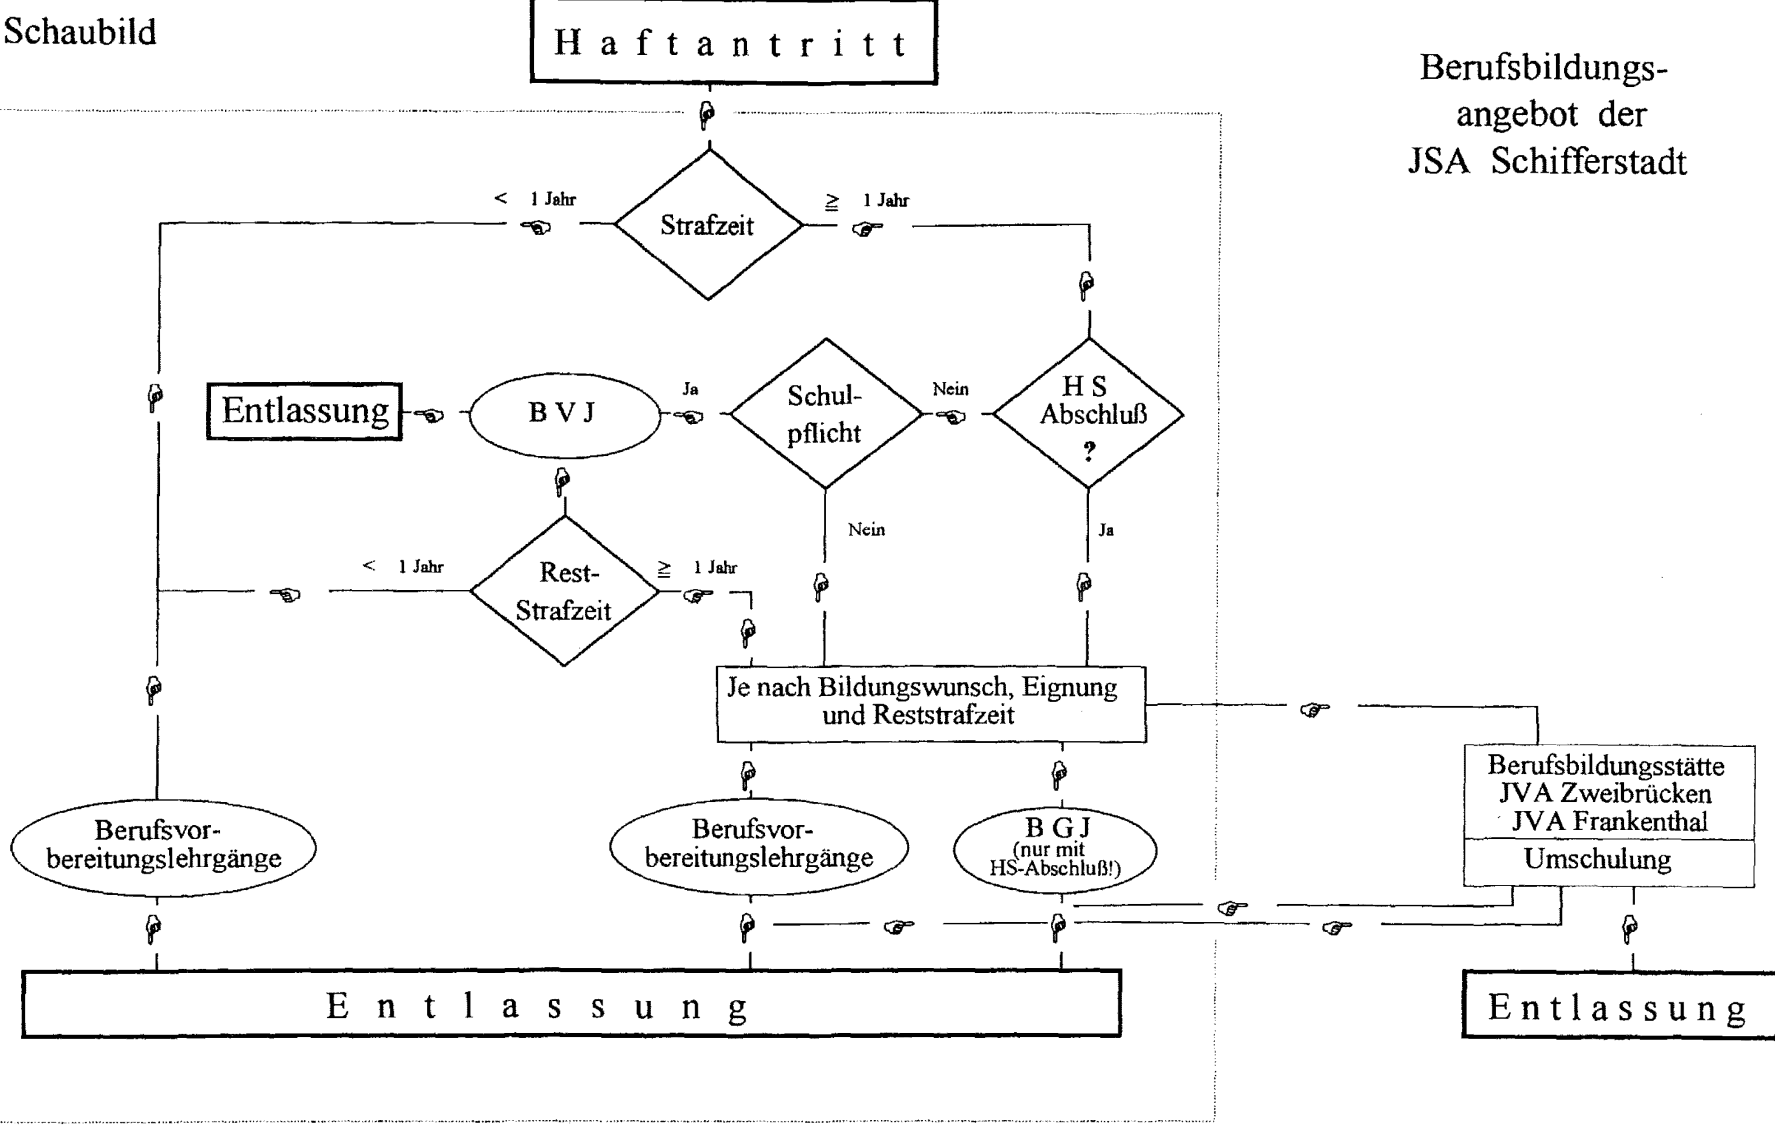 Schaubild
H a f t a n t r i t t
Berufsbildungs-
angebot der
JSA Schifferstadt
< 1 Jahr
≧ 1 Jahr
Strafzeit
Entlassung
B V J
Ja
Schul-
pflicht
Nein
H S
Abschluß
?
Nein
Ja
< 1 Jahr
Rest-
Strafzeit
≧ 1 Jahr
Je nach Bildungswunsch, Eignung
und Reststrafzeit
Berufsbildungsstätte
JVA Zweibrücken
JVA Frankenthal
Umschulung
Berufsvor-
bereitungslehrgänge
Berufsvor-
bereitungslehrgänge
B G J
(nur mit
HS-Abschluß!)
E n t l a s s u n g
E n t l a s s u n g